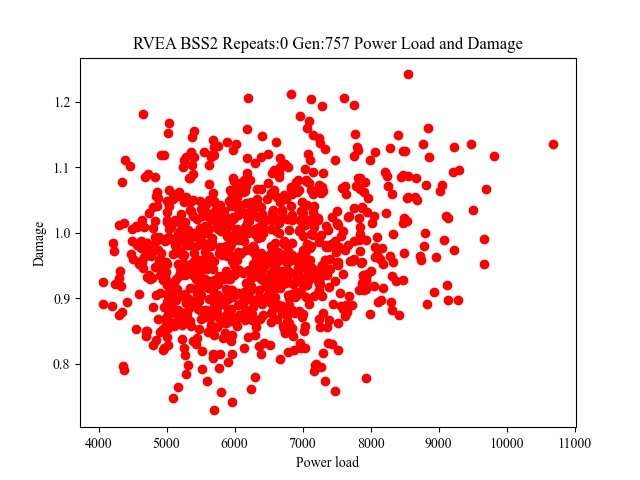 RVEA BSS2 Repeats:0 Gen:757 Power Load and Damage
1.2
1.1
1.0
0.9
0.8
Damage
4000 5000 6000 7000 8000 9000 10000 11000
Power load